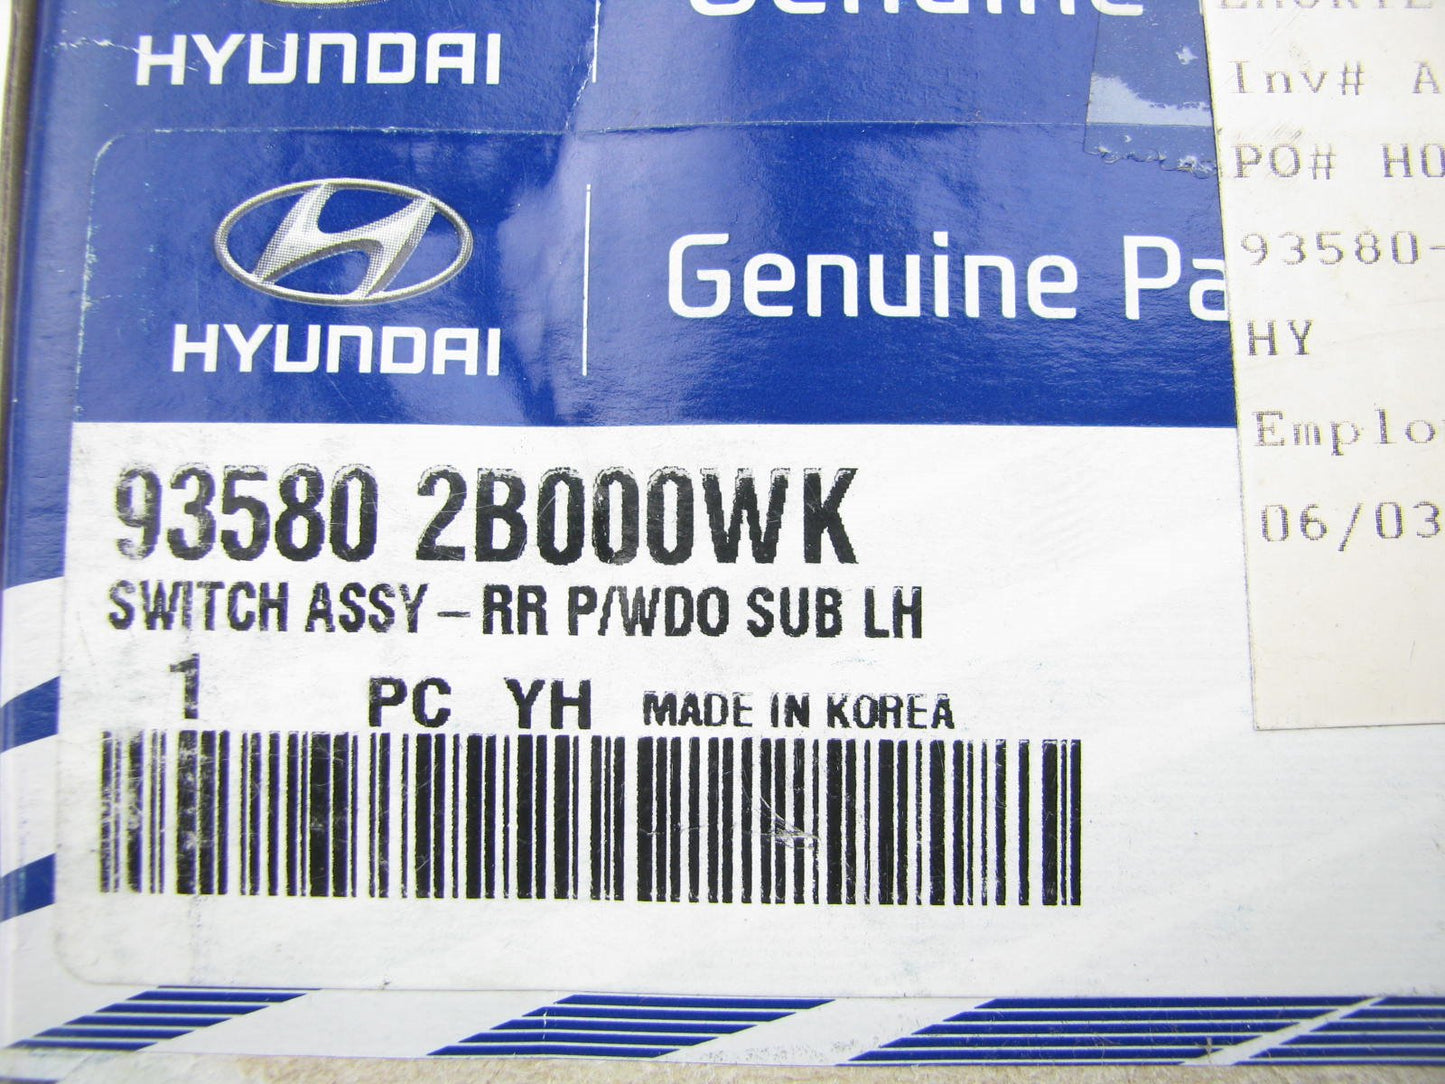 HYUNDAI
Genuine
HYUNDAI
Genuine Pa
93580 2B000WK
SWITCH ASSY-RR P/WDO SUB LH
1 PC YH MADE IN KOREA
Inv# A
PO# HO
93580-
HY
Emplo
06/03